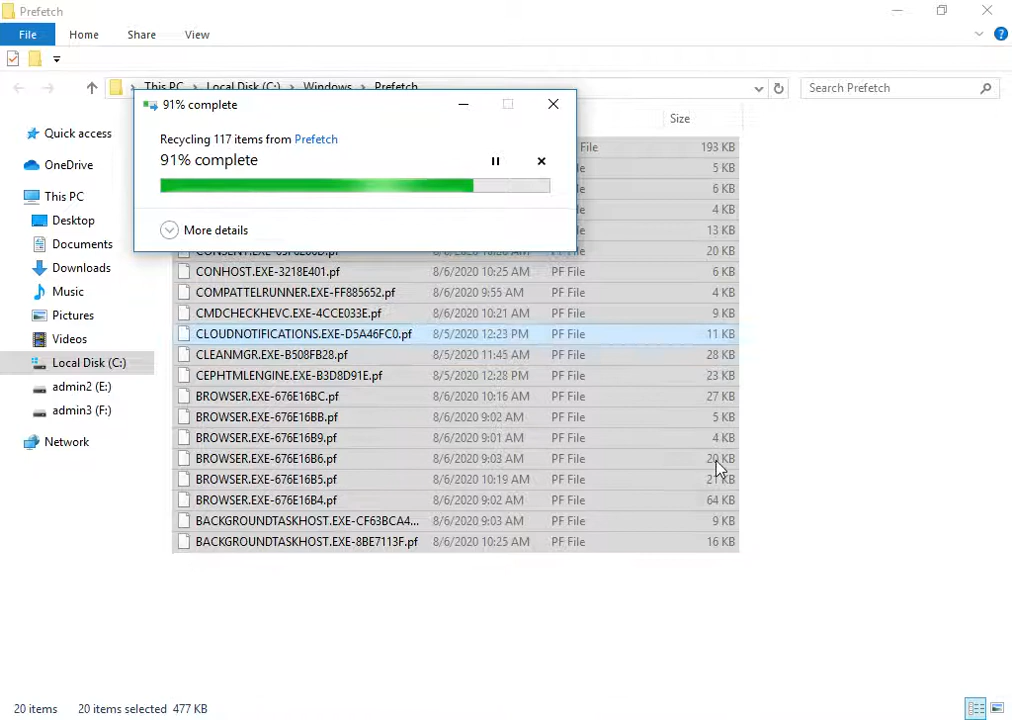 Prefetch
File Home Share View
This PC Local Disk (C:) Windows Prefetch
Search Prefetch
91% complete
Recycling 117 items from Prefetch
91% complete
More details
Quick access
OneDrive
This PC
Desktop
Documents
Downloads
Music
Pictures
Videos
Local Disk (C:)
admin2 (E:)
admin3 (F:)
Network
Size
File 193 KB
5 KB
6 KB
4 KB
13 KB
20 KB
CONHOST.EXE-3218E401.pf 8/6/2020 10:25 AM PF File 6 KB
COMPATTELRUNNER.EXE-FF885652.pf 8/6/2020 9:55 AM PF File 4 KB
CMDCHECKHEVC.EXE-4CCE033E.pf 8/6/2020 10:21 AM PF File 9 KB
CLOUDNOTIFICATIONS.EXE-D5A46FC0.pf 8/5/2020 12:23 PM PF File 11 KB
CLEANMGR.EXE-B508FB28.pf 8/5/2020 11:45 AM PF File 28 KB
CEPHTMLENGINE.EXE-B3D8D91E.pf 8/5/2020 12:28 PM PF File 23 KB
BROWSER.EXE-676E16BC.pf 8/6/2020 10:16 AM PF File 27 KB
BROWSER.EXE-676E16BB.pf 8/6/2020 9:02 AM PF File 5 KB
BROWSER.EXE-676E16B9.pf 8/6/2020 9:01 AM PF File 4 KB
BROWSER.EXE-676E16B6.pf 8/6/2020 9:03 AM PF File 20 KB
BROWSER.EXE-676E16B5.pf 8/6/2020 10:19 AM PF File 21 KB
BROWSER.EXE-676E16B4.pf 8/6/2020 9:02 AM PF File 64 KB
BACKGROUNDTASKHOST.EXE-CF63BCA4... 8/6/2020 9:03 AM PF File 9 KB
BACKGROUNDTASKHOST.EXE-8BE7113F.pf 8/6/2020 10:25 AM PF File 16 KB
20 items 20 items selected 477 KB